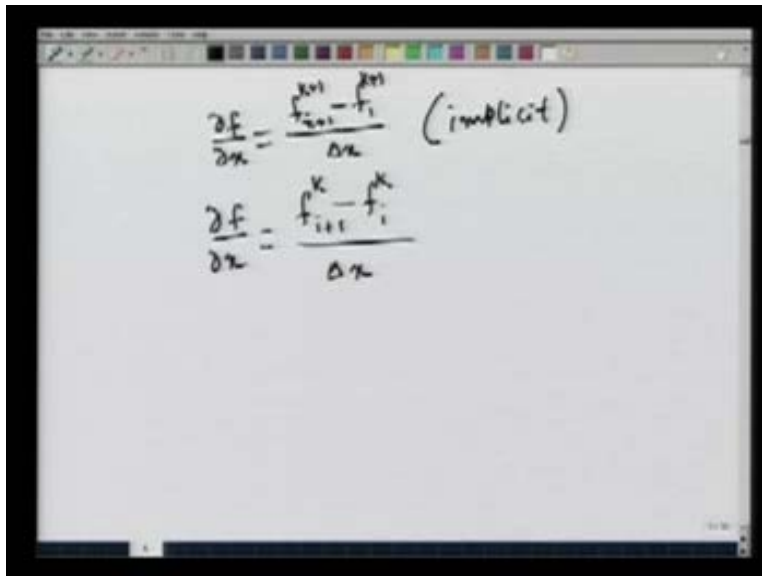 ∂f/∂x = (f_{i+1}^{k+1} - f_i^{k+1})/Δx (implicit)
∂f/∂x = (f_{i+1}^k - f_i^k)/Δx